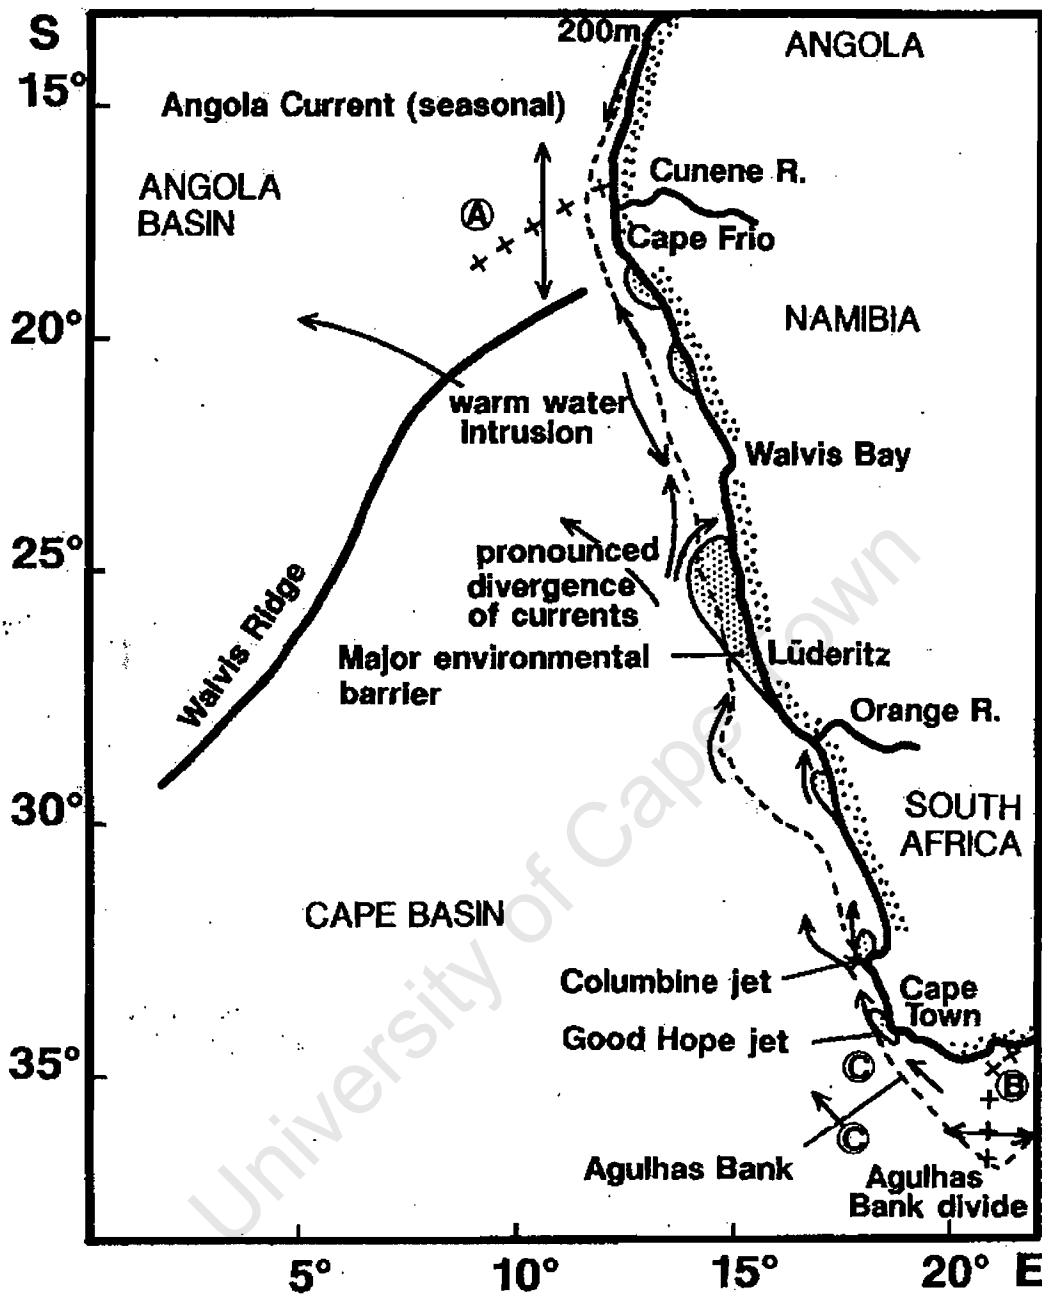 S
200m
ANGOLA
15°
Angola Current (seasonal)
Cunene R.
ANGOLA
BASIN
A
Cape Frio
20°
NAMIBIA
warm water
intrusion
Walvis Bay
25°
pronounced
divergence
of currents
Walvis Ridge
Major environmental
barrier
Lüderitz
Orange R.
30°
SOUTH
AFRICA
CAPE BASIN
Columbine jet
Cape
Town
Good Hope jet
35°
C
B
C
Agulhas Bank
Agulhas
Bank divide
5°
10°
15°
20°
E
University of Cape Town